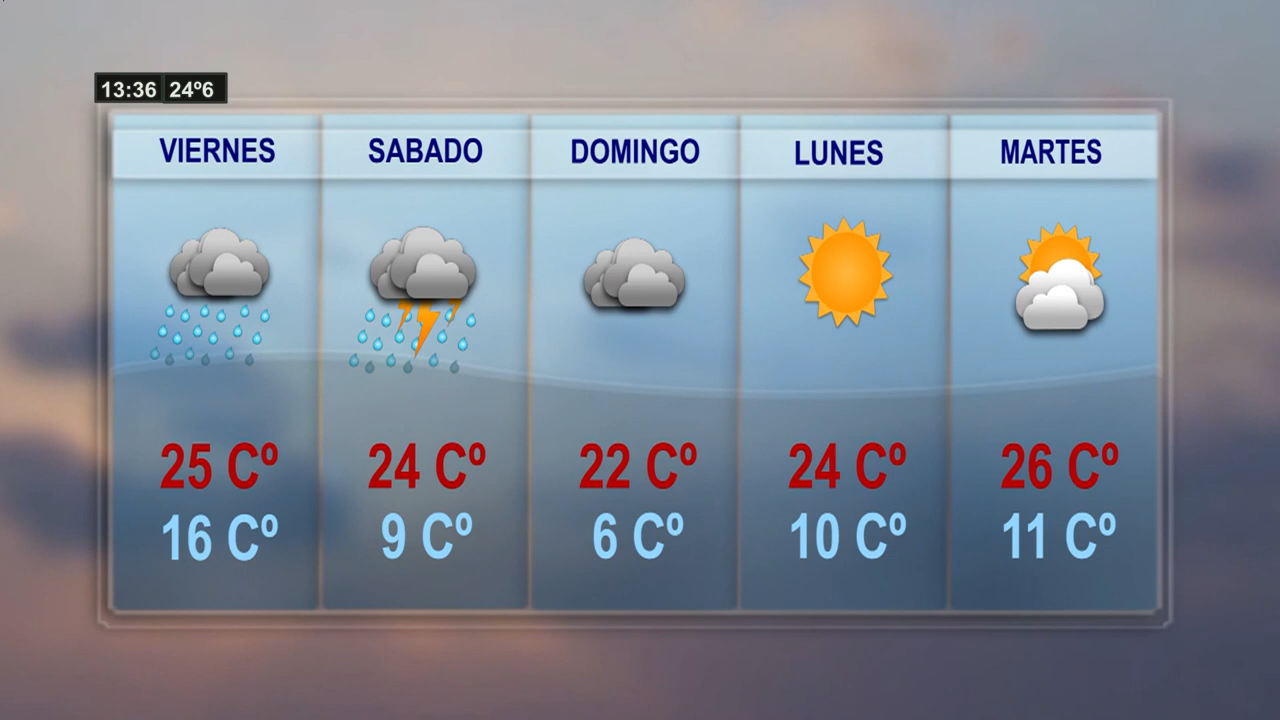 13:36 24º6
VIERNES SABADO DOMINGO LUNES MARTES
25 Cº 24 Cº 22 Cº 24 Cº 26 Cº
16 Cº 9 Cº 6 Cº 10 Cº 11 Cº